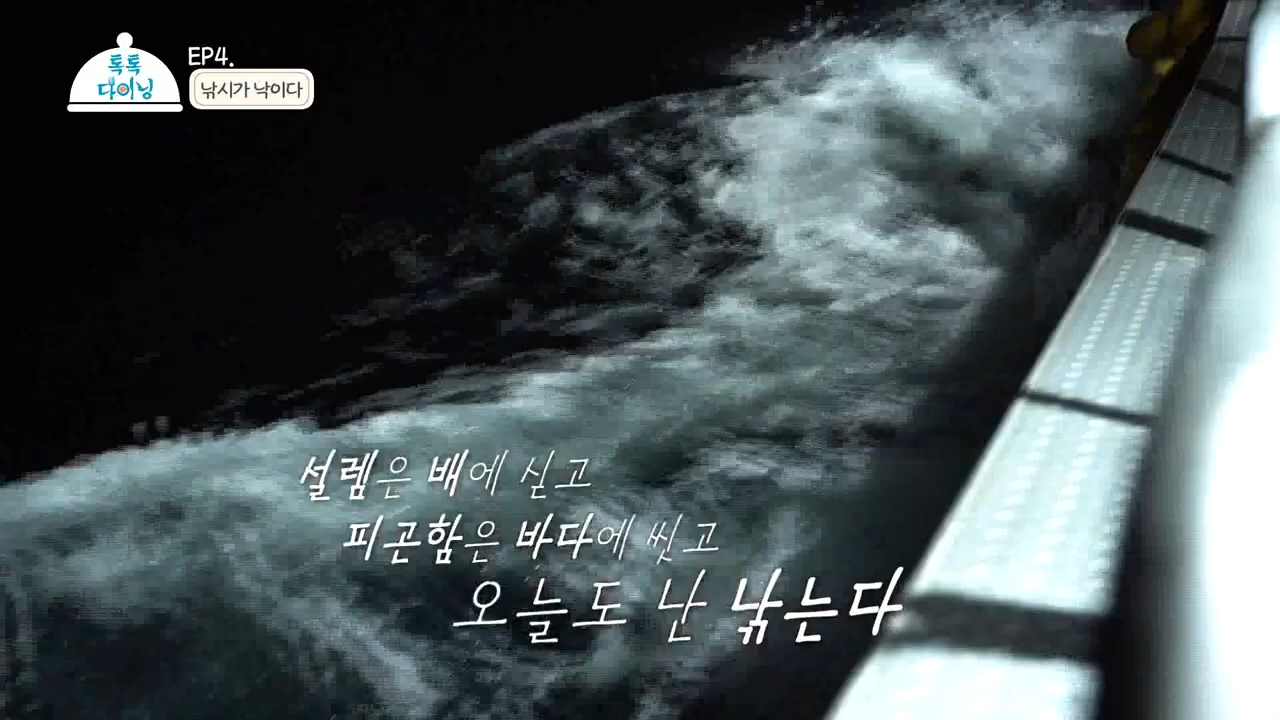 톡톡
다이닝
EP4.
낚시가 낙이다
설렘은 배에 싣고
피곤함은 바다에 씻고
오늘도 난 낚는다